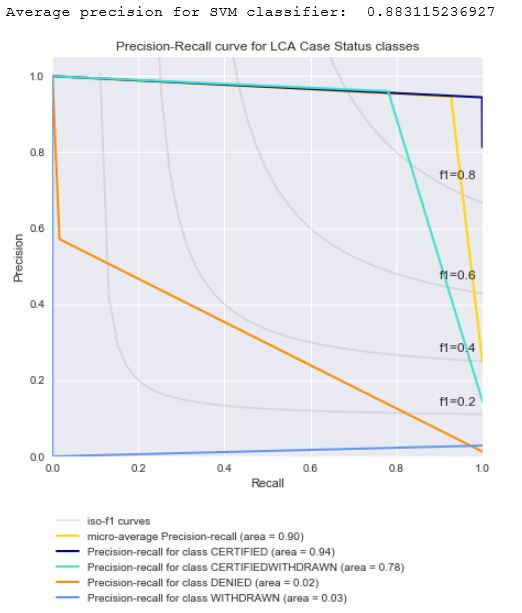 Average precision for SVM classifier:  0.883115236927
Precision-Recall curve for LCA Case Status classes
1.0
0.8
f1=0.8
0.6
Precision
f1=0.6
0.4
f1=0.4
0.2
f1=0.2
0.0
0.0 0.2 0.4 0.6 0.8 1.0
Recall
iso-f1 curves
micro-average Precision-recall (area = 0.90)
Precision-recall for class CERTIFIED (area = 0.94)
Precision-recall for class CERTIFIEDWITHDRAWN (area = 0.78)
Precision-recall for class DENIED (area = 0.02)
Precision-recall for class WITHDRAWN (area = 0.03)